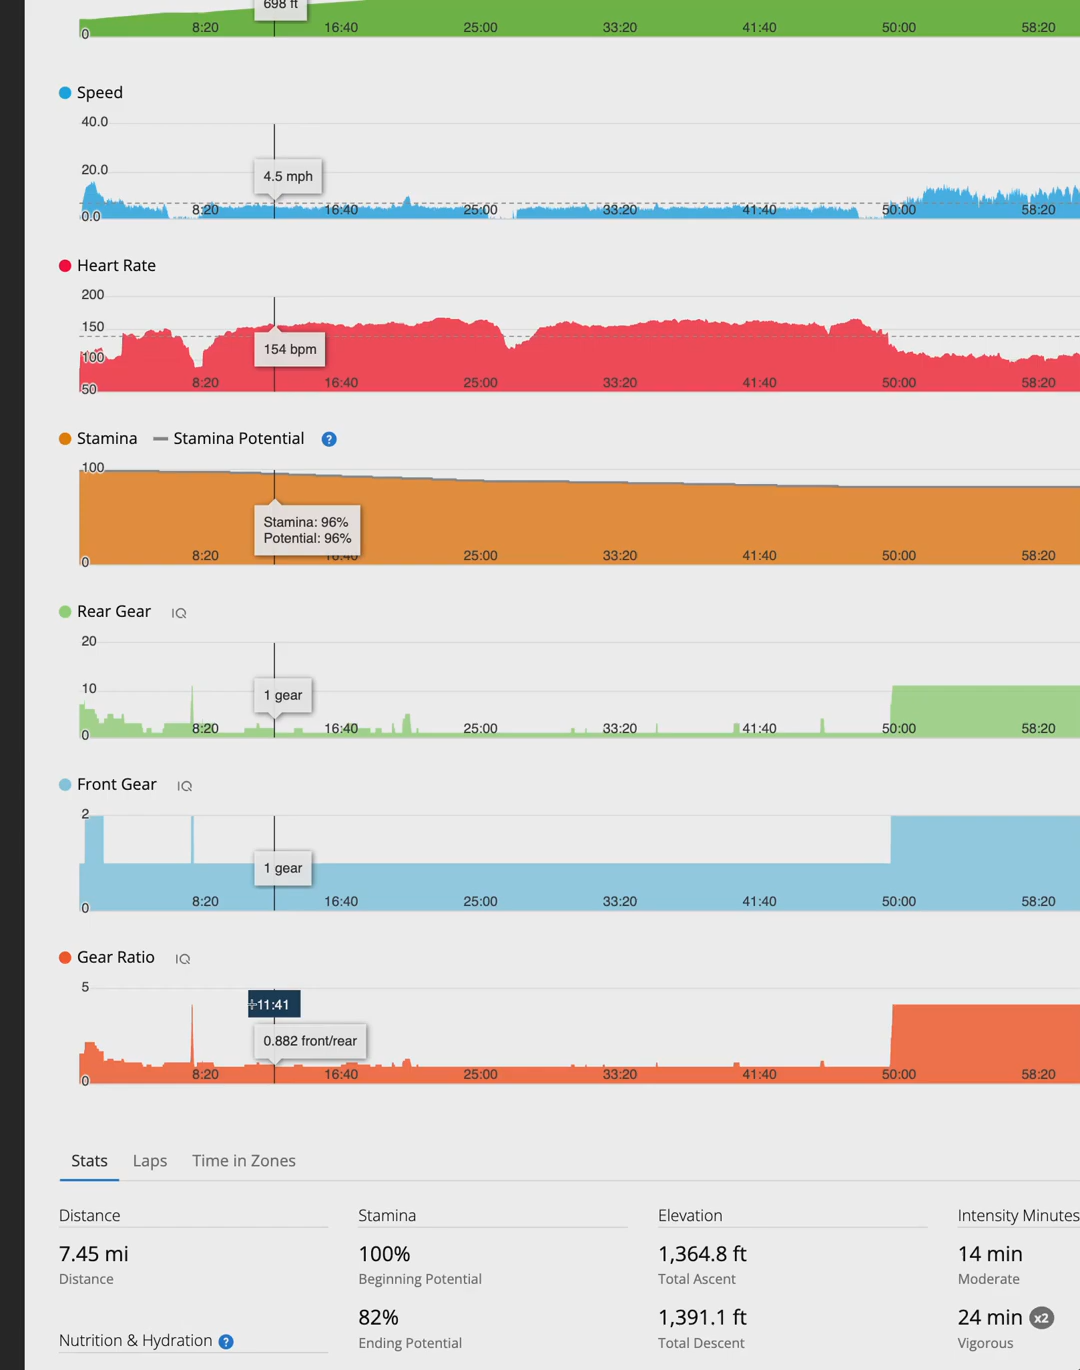 698 ft
0 8:20 16:40 25:00 33:20 41:40 50:00 58:20
Speed
40.0
20.0
4.5 mph
0.0 8:20 16:40 25:00 33:20 41:40 50:00 58:20
Heart Rate
200
150
154 bpm
100
50 8:20 16:40 25:00 33:20 41:40 50:00 58:20
Stamina Stamina Potential ?
100
Stamina: 96%
Potential: 96%
0 8:20 16:40 25:00 33:20 41:40 50:00 58:20
Rear Gear IQ
20
10
1 gear
0 8:20 16:40 25:00 33:20 41:40 50:00 58:20
Front Gear IQ
2
1 gear
0 8:20 16:40 25:00 33:20 41:40 50:00 58:20
Gear Ratio IQ
5
11:41
0.882 front/rear
0 8:20 16:40 25:00 33:20 41:40 50:00 58:20
Stats Laps Time in Zones
Distance Stamina Elevation Intensity Minutes
7.45 mi 100% 1,364.8 ft 14 min
Distance Beginning Potential Total Ascent Moderate
82% 1,391.1 ft 24 min x2
Nutrition & Hydration ? Ending Potential Total Descent Vigorous